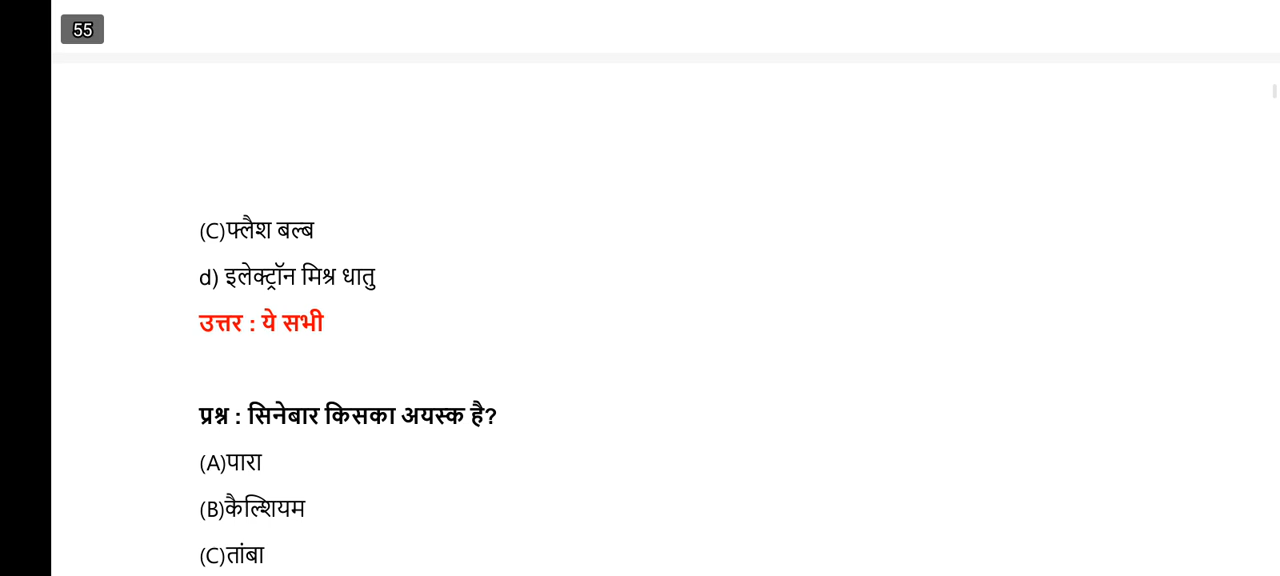 55
(C)फ्लैश बल्ब
d) इलेक्ट्रॉन मिश्र धातु
उत्तर : ये सभी
प्रश्न : सिनेबार किसका अयस्क है?
(A)पारा
(B)कैल्शियम
(C)तांबा